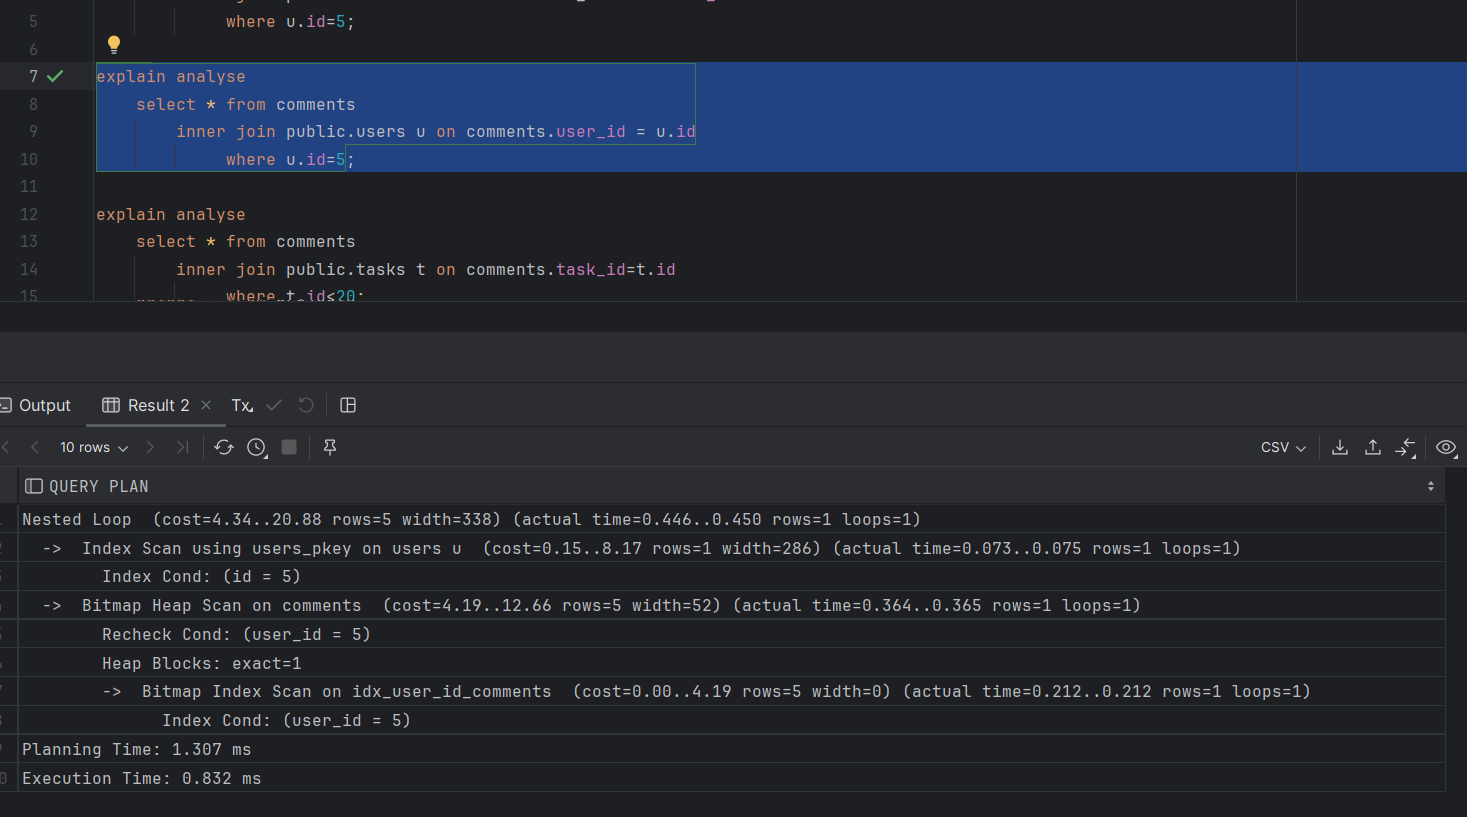 5 where u.id=5;
6
7 explain analyse
8 select * from comments
9 inner join public.users u on comments.user_id = u.id
10 where u.id=5;
11
12 explain analyse
13 select * from comments
14 inner join public.tasks t on comments.task_id=t.id
15 where t.id<20;
Output Result 2 × Tx
10 rows CSV
QUERY PLAN
Nested Loop  (cost=4.34..20.88 rows=5 width=338) (actual time=0.446..0.450 rows=1 loops=1)
->  Index Scan using users_pkey on users u  (cost=0.15..8.17 rows=1 width=286) (actual time=0.073..0.075 rows=1 loops=1)
Index Cond: (id = 5)
->  Bitmap Heap Scan on comments  (cost=4.19..12.66 rows=5 width=52) (actual time=0.364..0.365 rows=1 loops=1)
Recheck Cond: (user_id = 5)
Heap Blocks: exact=1
->  Bitmap Index Scan on idx_user_id_comments  (cost=0.00..4.19 rows=5 width=0) (actual time=0.212..0.212 rows=1 loops=1)
Index Cond: (user_id = 5)
Planning Time: 1.307 ms
Execution Time: 0.832 ms